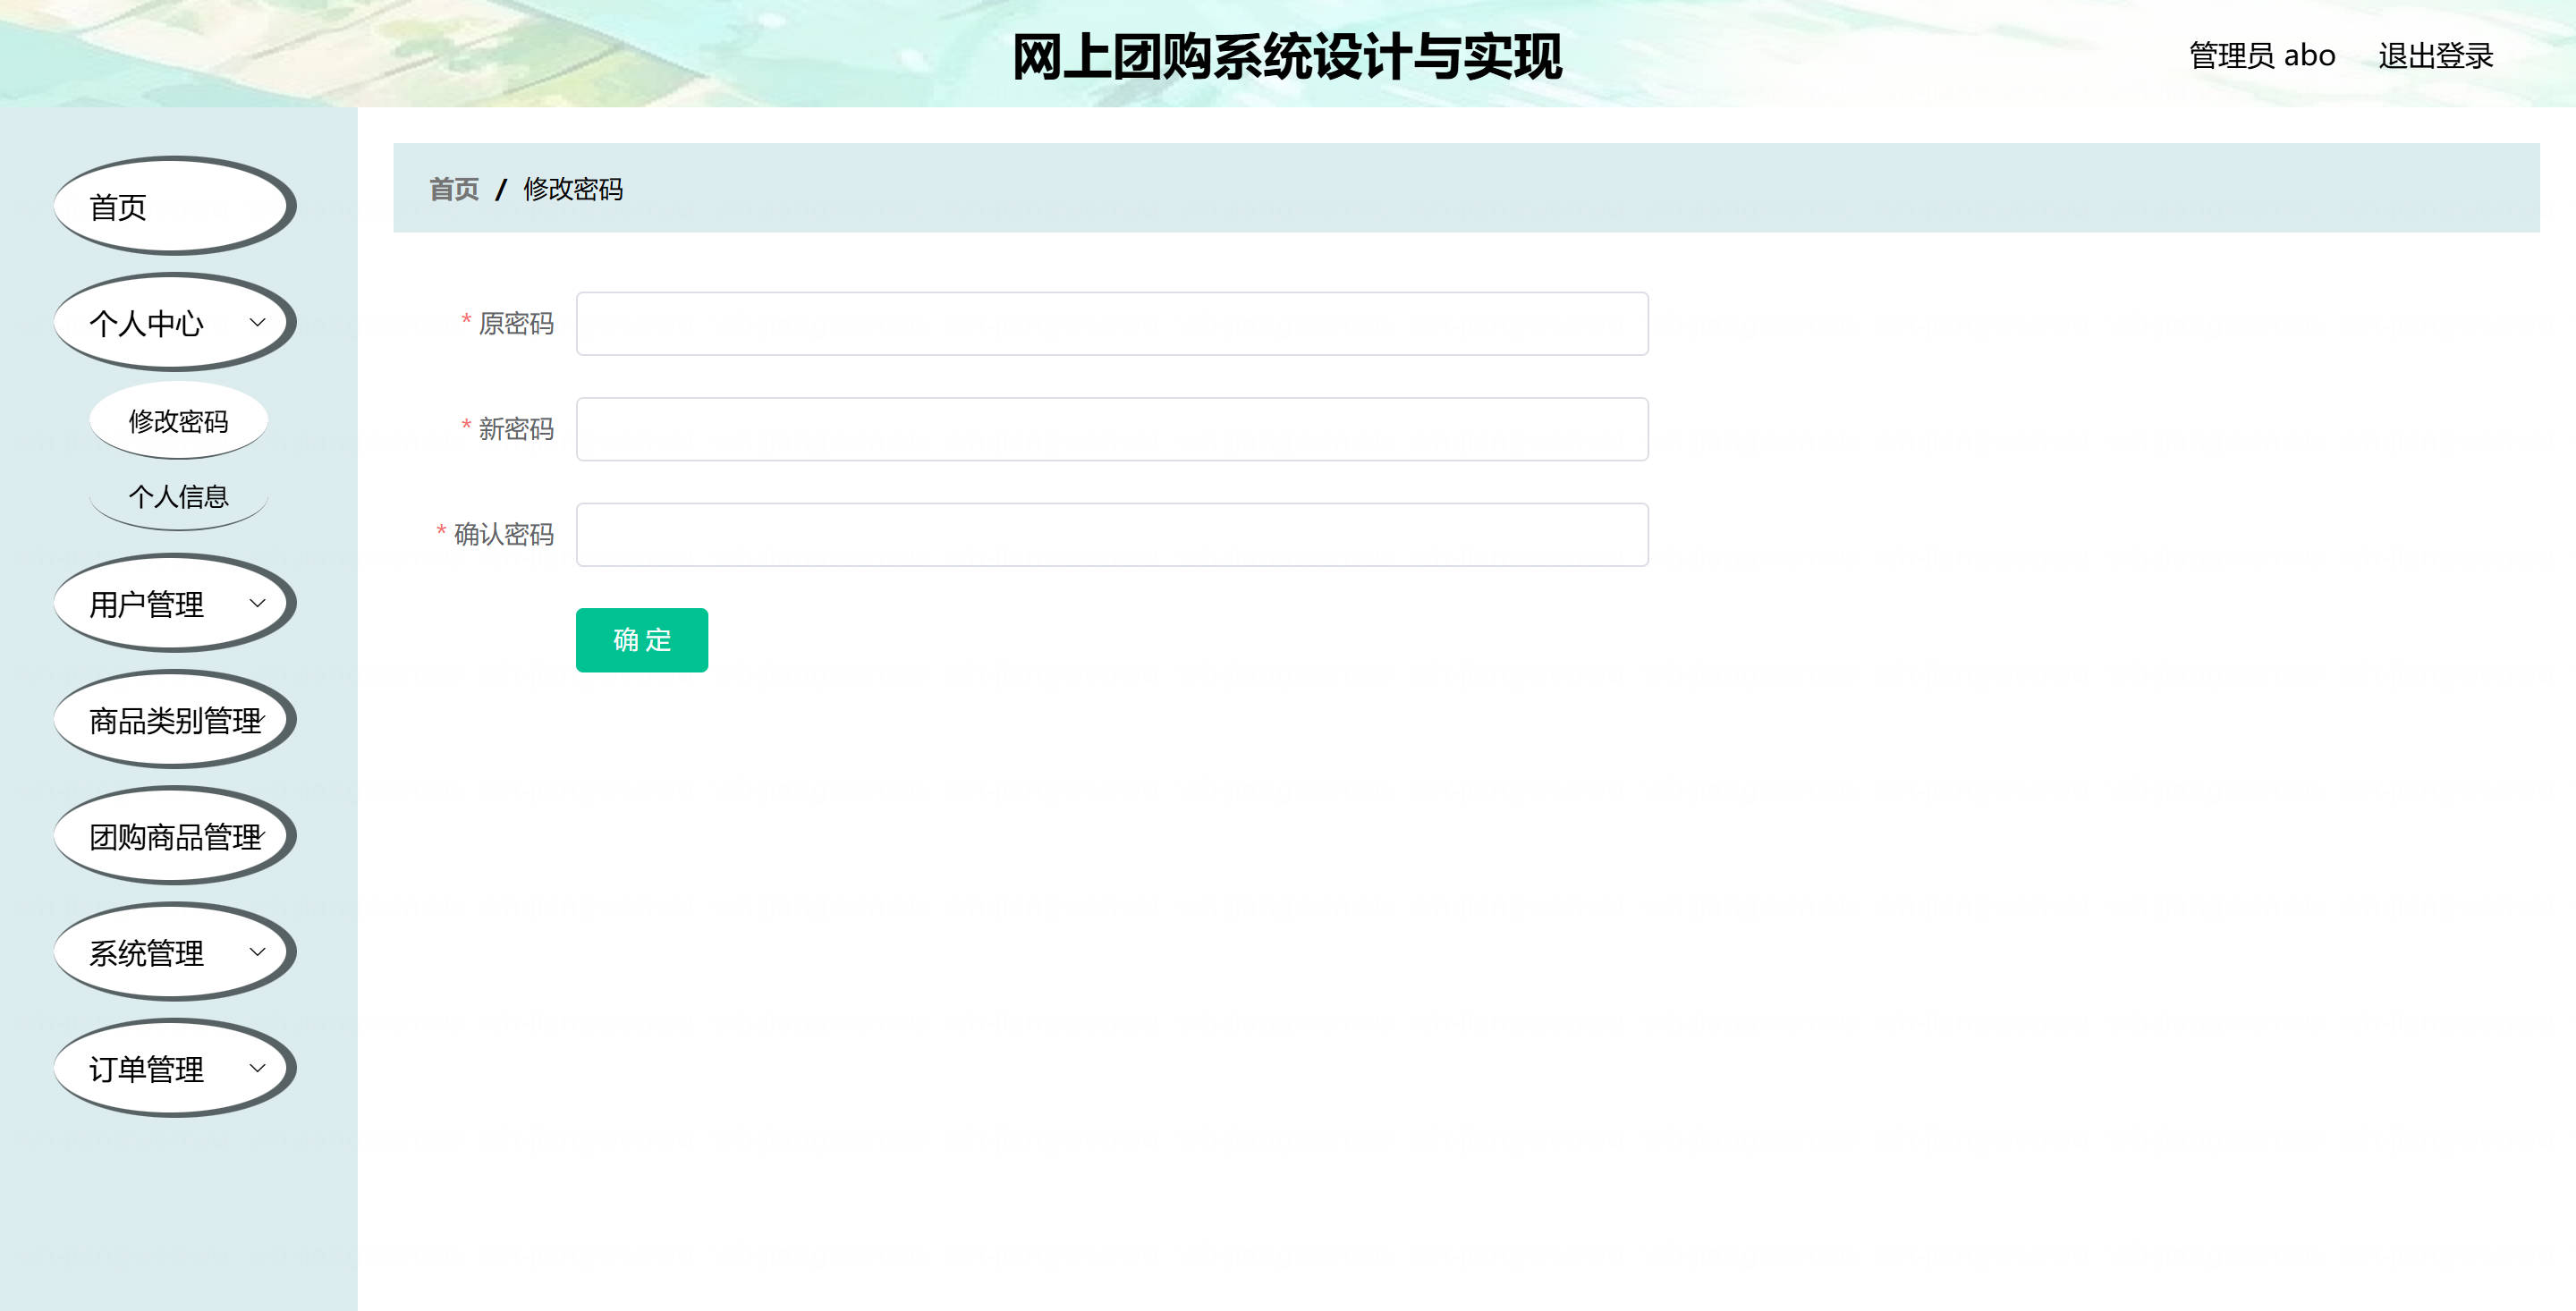 网上团购系统设计与实现
管理员 abo
退出登录
首页
个人中心
修改密码
个人信息
用户管理
商品类别管理
团购商品管理
系统管理
订单管理
首页 / 修改密码
* 原密码
* 新密码
* 确认密码
确 定